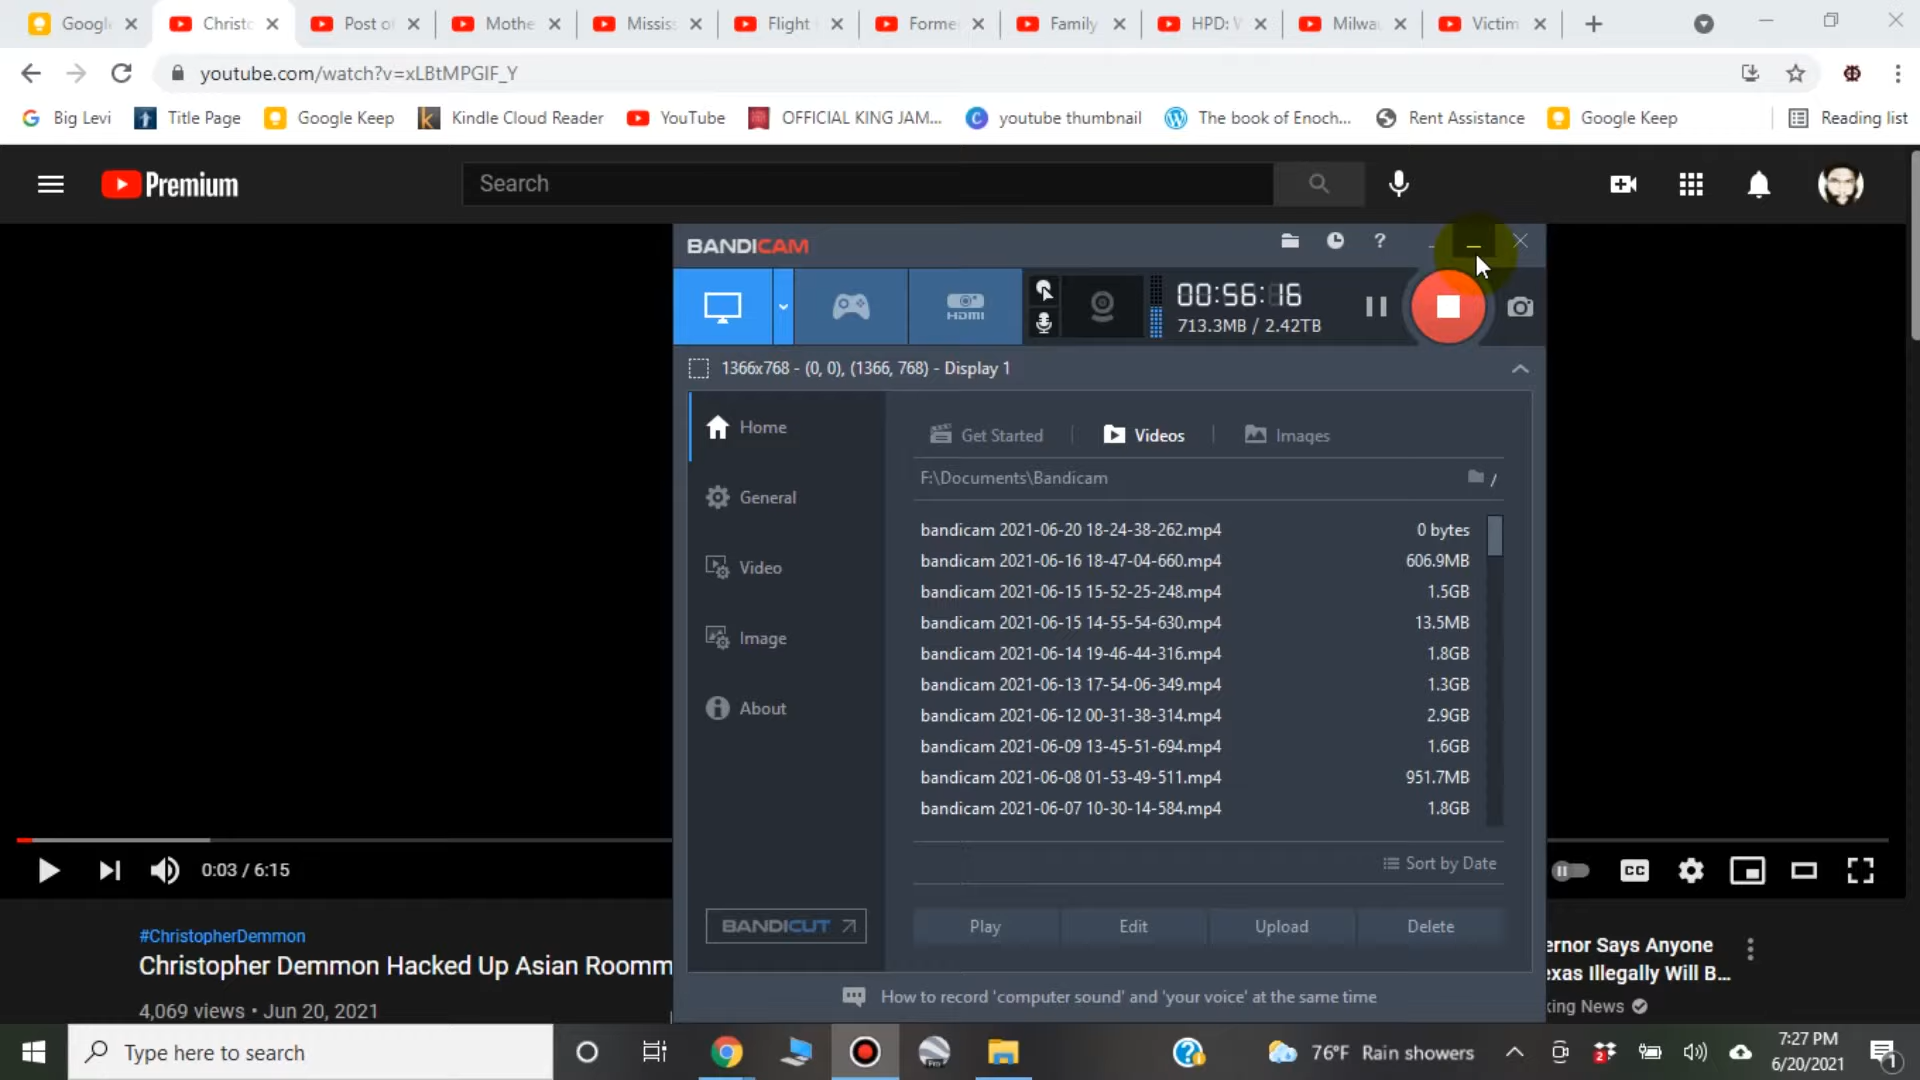 Googl
Christc
Post o
Mothe
Mississ
Flight
Forme
Family
HPD: V
Milwa
Victim
youtube.com/watch?v=xLBtMPGIF_Y
Big Levi
Title Page
Google Keep
Kindle Cloud Reader
YouTube
OFFICIAL KING JAM...
youtube thumbnail
The book of Enoch...
Rent Assistance
Google Keep
Reading list
Premium
Search
BANDICAM
HDMI
00:56:16
713.3MB / 2.42TB
1366x768 - (0, 0), (1366, 768) - Display 1
Home
General
Video
Image
About
Get Started
Videos
Images
F:\Documents\Bandicam
bandicam 2021-06-20 18-24-38-262.mp4 0 bytes
bandicam 2021-06-16 18-47-04-660.mp4 606.9MB
bandicam 2021-06-15 15-52-25-248.mp4 1.5GB
bandicam 2021-06-15 14-55-54-630.mp4 13.5MB
bandicam 2021-06-14 19-46-44-316.mp4 1.8GB
bandicam 2021-06-13 17-54-06-349.mp4 1.3GB
bandicam 2021-06-12 00-31-38-314.mp4 2.9GB
bandicam 2021-06-09 13-45-51-694.mp4 1.6GB
bandicam 2021-06-08 01-53-49-511.mp4 951.7MB
bandicam 2021-06-07 10-30-14-584.mp4 1.8GB
Sort by Date
BANDICUT
Play
Edit
Upload
Delete
How to record 'computer sound' and 'your voice' at the same time
0:03 / 6:15
CC
#ChristopherDemmon
Christopher Demmon Hacked Up Asian Roomm
4,069 views • Jun 20, 2021
ernor Says Anyone
exas Illegally Will B...
king News
Type here to search
76°F Rain showers
7:27 PM
6/20/2021